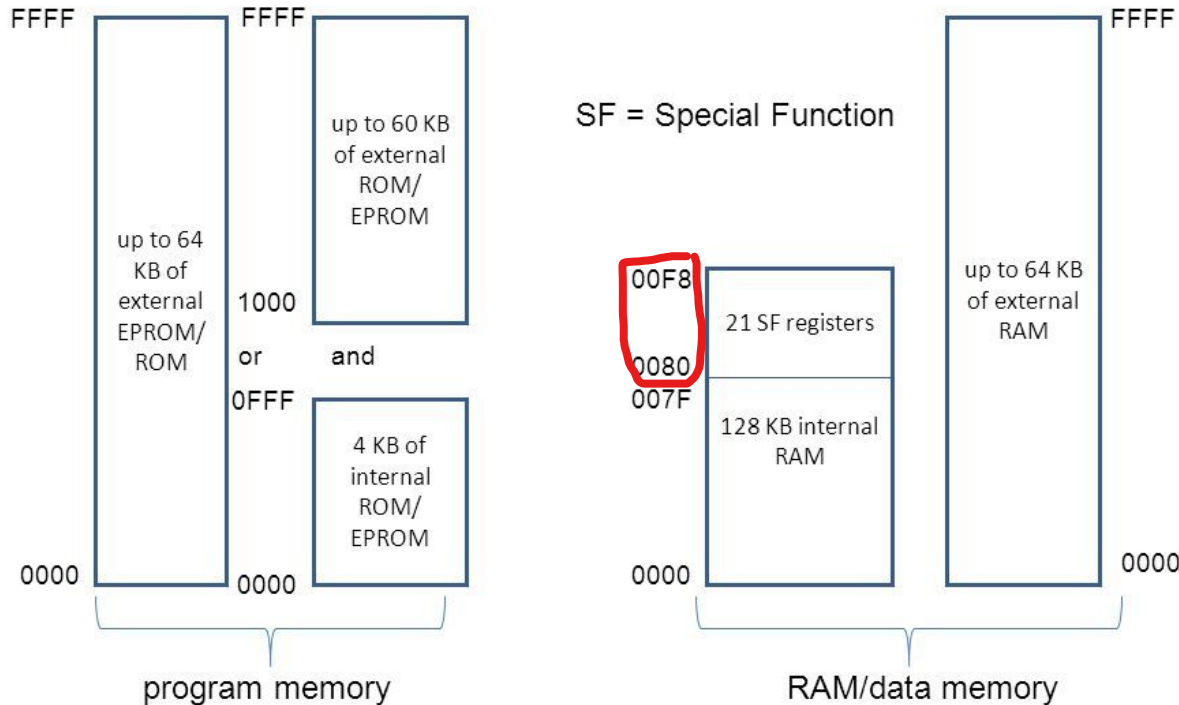 FFFF
up to 64
KB of
external
EPROM/
ROM
0000
FFFF
up to 60 KB
of external
ROM/
EPROM
1000
or and
0FFF
4 KB of
internal
ROM/
EPROM
0000
program memory
SF = Special Function
00F8
21 SF registers
0080
007F
128 KB internal
RAM
0000
FFFF
up to 64 KB
of external
RAM
0000
RAM/data memory